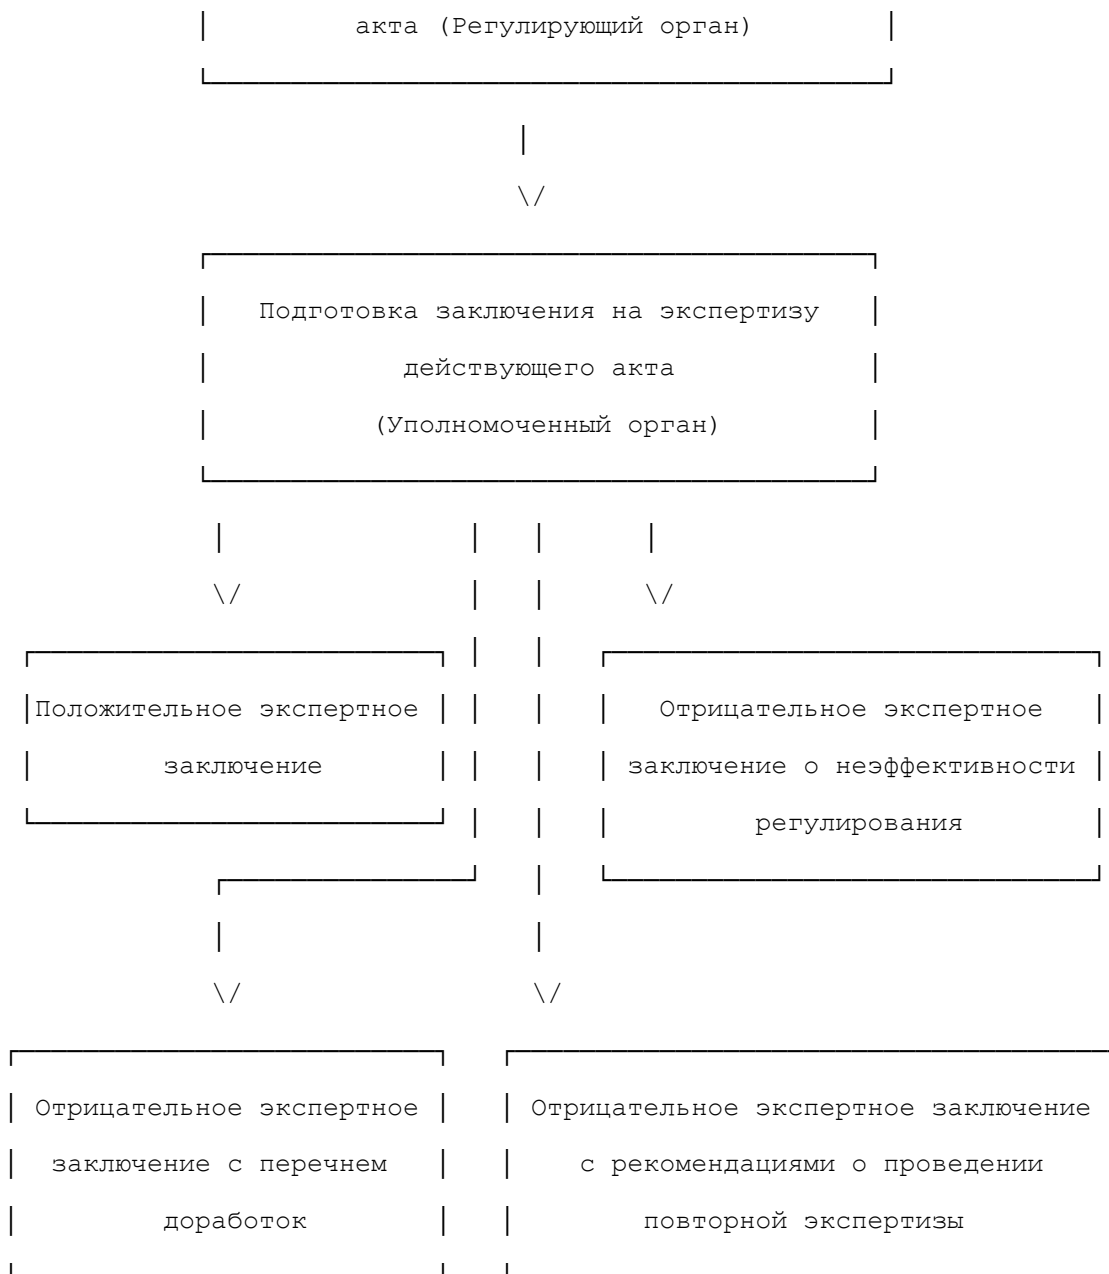 акта (Регулирующий орган)
Подготовка заключения на экспертизу
действующего акта
(Уполномоченный орган)
Положительное экспертное
заключение
Отрицательное экспертное
заключение о неэффективности
регулирования
Отрицательное экспертное
заключение с перечнем
доработок
Отрицательное экспертное заключение
с рекомендациями о проведении
повторной экспертизы